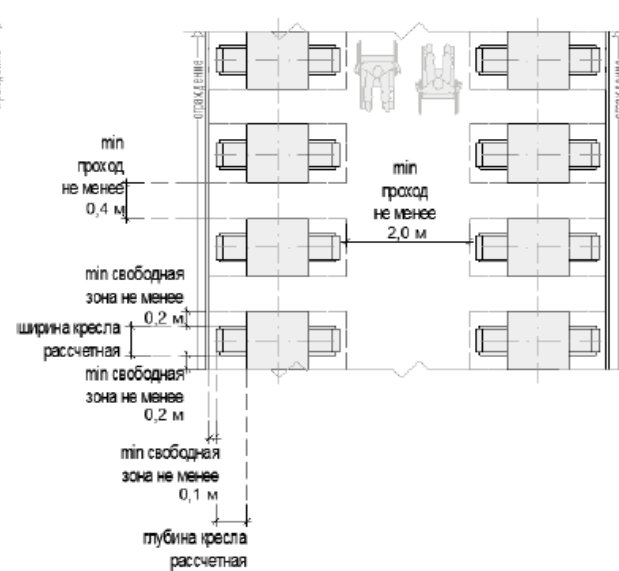 ограждение
ограждение
min
проход
не менее
0,4 м
min
проход
не менее
2,0 м
min свободная
зона не менее
0,2 м
ширина кресла
рассчетная
min свободная
зона не менее
0,2 м
min свободная
зона не менее
0,1 м
глубина кресла
рассчетная